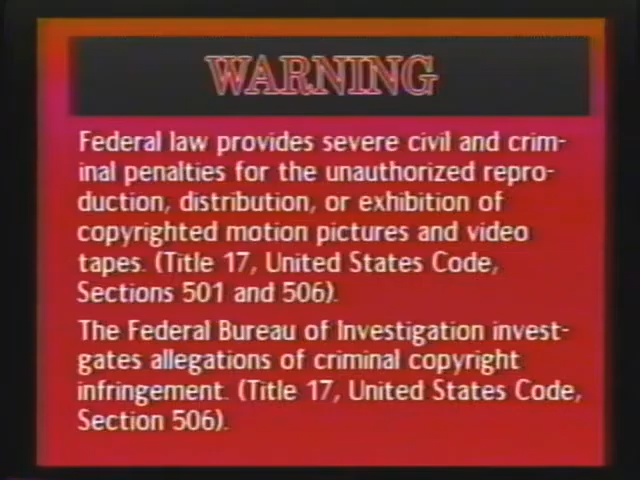 WARNING
Federal law provides severe civil and crim-
inal penalties for the unauthorized repro-
duction, distribution, or exhibition of
copyrighted motion pictures and video
tapes. (Title 17, United States Code,
Sections 501 and 506).
The Federal Bureau of Investigation invest-
gates allegations of criminal copyright
infringement. (Title 17, United States Code,
Section 506).